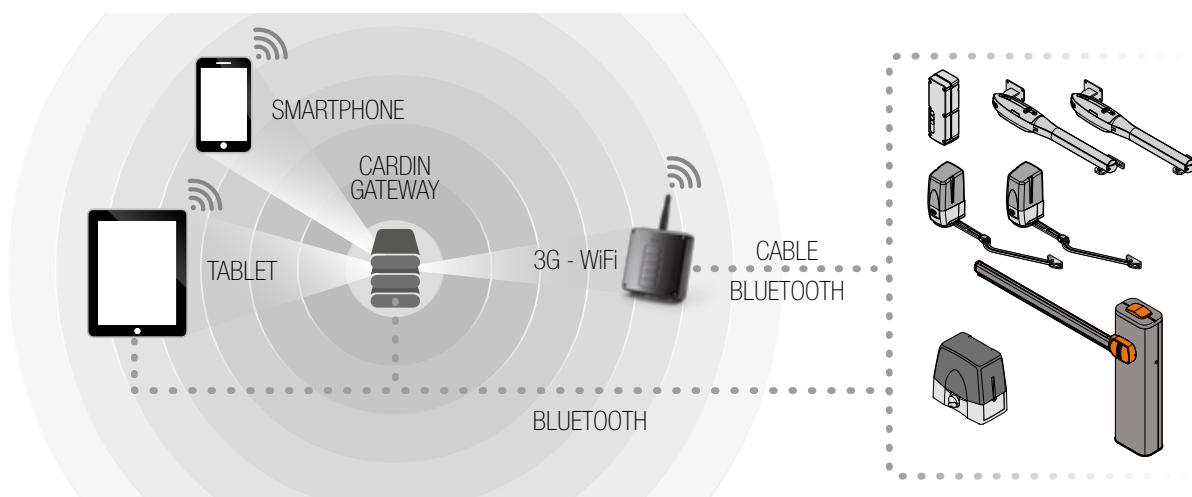 SMARTPHONE
CARDIN
GATEWAY
TABLET
3G - WiFi
CABLE
BLUETOOTH
BLUETOOTH